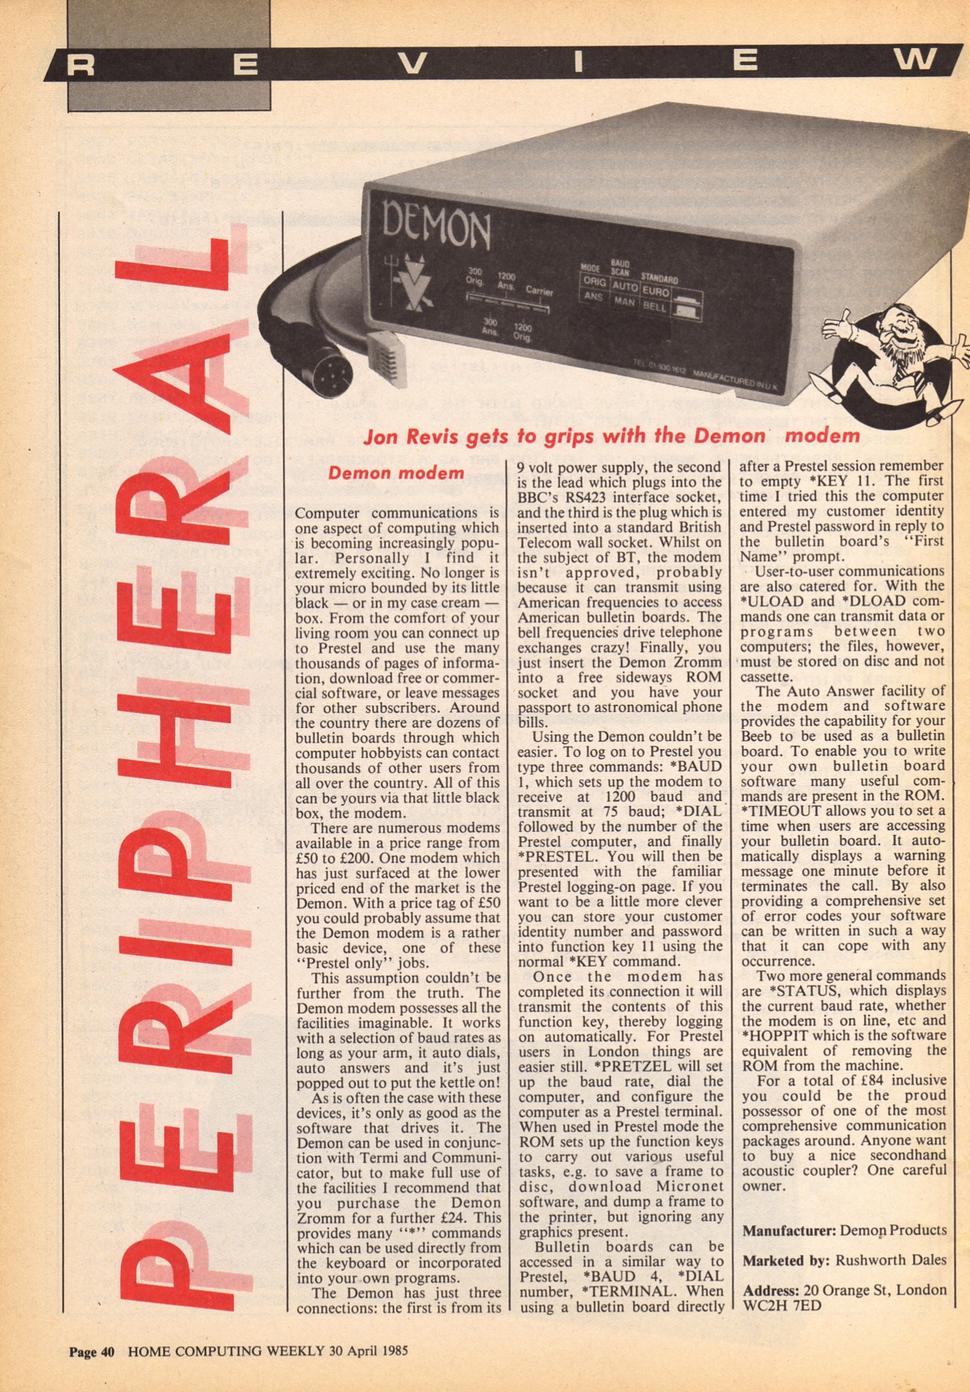 REVIEW
PERIPHERAL
DEMON
300 Orig.
1200 Ans.
Carrier
300 Ans.
1200 Orig.
MODE
BAUD SCAN
STANDARD
ORIG AUTO EURO
ANS MAN BELL
TEL 01-930 1612 MANUFACTURED IN U.K.
Jon Revis gets to grips with the Demon modem
Demon modem
Computer communications is
one aspect of computing which
is becoming increasingly popu-
lar. Personally I find it
extremely exciting. No longer is
your micro bounded by its little
black — or in my case cream —
box. From the comfort of your
living room you can connect up
to Prestel and use the many
thousands of pages of informa-
tion, download free or commer-
cial software, or leave messages
for other subscribers. Around
the country there are dozens of
bulletin boards through which
computer hobbyists can contact
thousands of other users from
all over the country. All of this
can be yours via that little black
box, the modem.
There are numerous modems
available in a price range from
£50 to £200. One modem which
has just surfaced at the lower
priced end of the market is the
Demon. With a price tag of £50
you could probably assume that
the Demon modem is a rather
basic device, one of these
"Prestel only" jobs.
This assumption couldn't be
further from the truth. The
Demon modem possesses all the
facilities imaginable. It works
with a selection of baud rates as
long as your arm, it auto dials,
auto answers and it's just
popped out to put the kettle on!
As is often the case with these
devices, it's only as good as the
software that drives it. The
Demon can be used in conjunc-
tion with Termi and Communi-
cator, but to make full use of
the facilities I recommend that
you purchase the Demon
Zromm for a further £24. This
provides many "*" commands
which can be used directly from
the keyboard or incorporated
into your own programs.
The Demon has just three
connections: the first is from its
9 volt power supply, the second
is the lead which plugs into the
BBC's RS423 interface socket,
and the third is the plug which is
inserted into a standard British
Telecom wall socket. Whilst on
the subject of BT, the modem
isn't approved, probably
because it can transmit using
American frequencies to access
American bulletin boards. The
bell frequencies drive telephone
exchanges crazy! Finally, you
just insert the Demon Zromm
into a free sideways ROM
socket and you have your
passport to astronomical phone
bills.
Using the Demon couldn't be
easier. To log on to Prestel you
type three commands: *BAUD
1, which sets up the modem to
receive at 1200 baud and
transmit at 75 baud; *DIAL
followed by the number of the
Prestel computer, and finally
*PRESTEL. You will then be
presented with the familiar
Prestel logging-on page. If you
want to be a little more clever
you can store your customer
identity number and password
into function key 11 using the
normal *KEY command.
Once the modem has
completed its connection it will
transmit the contents of this
function key, thereby logging
on automatically. For Prestel
users in London things are
easier still. *PRETZEL will set
up the baud rate, dial the
computer, and configure the
computer as a Prestel terminal.
When used in Prestel mode the
ROM sets up the function keys
to carry out various useful
tasks, e.g. to save a frame to
disc, download Micronet
software, and dump a frame to
the printer, but ignoring any
graphics present.
Bulletin boards can be
accessed in a similar way to
Prestel, *BAUD 4, *DIAL
number, *TERMINAL. When
using a bulletin board directly
after a Prestel session remember
to empty *KEY 11. The first
time I tried this the computer
entered my customer identity
and Prestel password in reply to
the bulletin board's "First
Name" prompt.
User-to-user communications
are also catered for. With the
*ULOAD and *DLOAD com-
mands one can transmit data or
programs between two
computers; the files, however,
must be stored on disc and not
cassette.
The Auto Answer facility of
the modem and software
provides the capability for your
Beeb to be used as a bulletin
board. To enable you to write
your own bulletin board
software many useful com-
mands are present in the ROM.
*TIMEOUT allows you to set a
time when users are accessing
your bulletin board. It auto-
matically displays a warning
message one minute before it
terminates the call. By also
providing a comprehensive set
of error codes your software
can be written in such a way
that it can cope with any
occurrence.
Two more general commands
are *STATUS, which displays
the current baud rate, whether
the modem is on line, etc and
*HOPPIT which is the software
equivalent of removing the
ROM from the machine.
For a total of £84 inclusive
you could be the proud
possessor of one of the most
comprehensive communication
packages around. Anyone want
to buy a nice secondhand
acoustic coupler? One careful
owner.
Manufacturer: Demon Products
Marketed by: Rushworth Dales
Address: 20 Orange St, London
WC2H 7ED
Page 40 HOME COMPUTING WEEKLY 30 April 1985